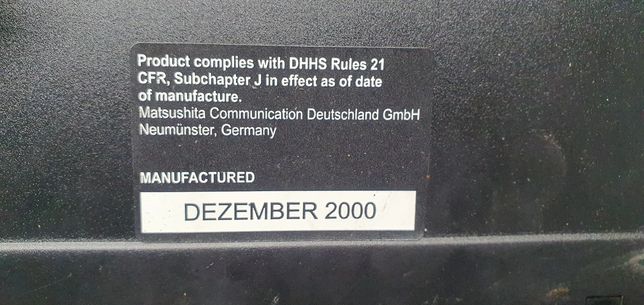 Product complies with DHHS Rules 21
CFR, Subchapter J in effect as of date
of manufacture.
Matsushita Communication Deutschland GmbH
Neumünster, Germany
MANUFACTURED
DEZEMBER 2000